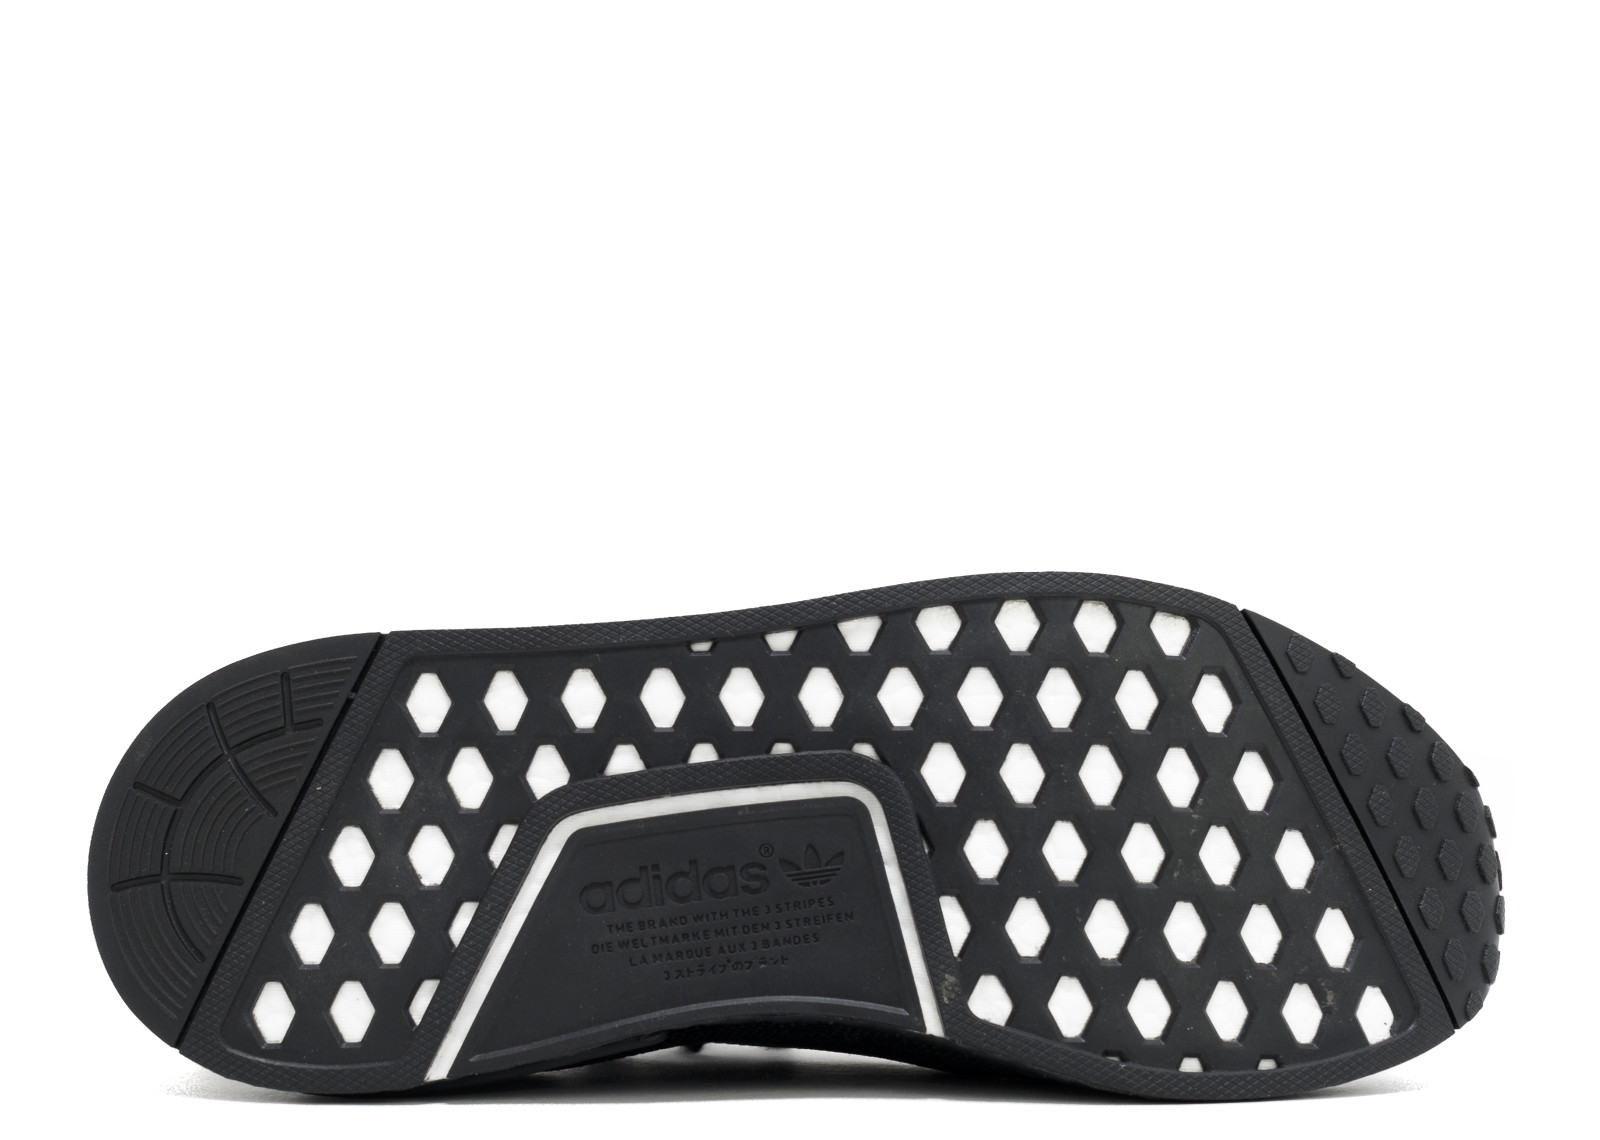 adidas®
THE BRAND WITH THE 3 STRIPES
DIE WELTMARKE MIT DEM 3 STREIFEN
LA MARQUE AUX 3 BANDES
3ストライプのブランド